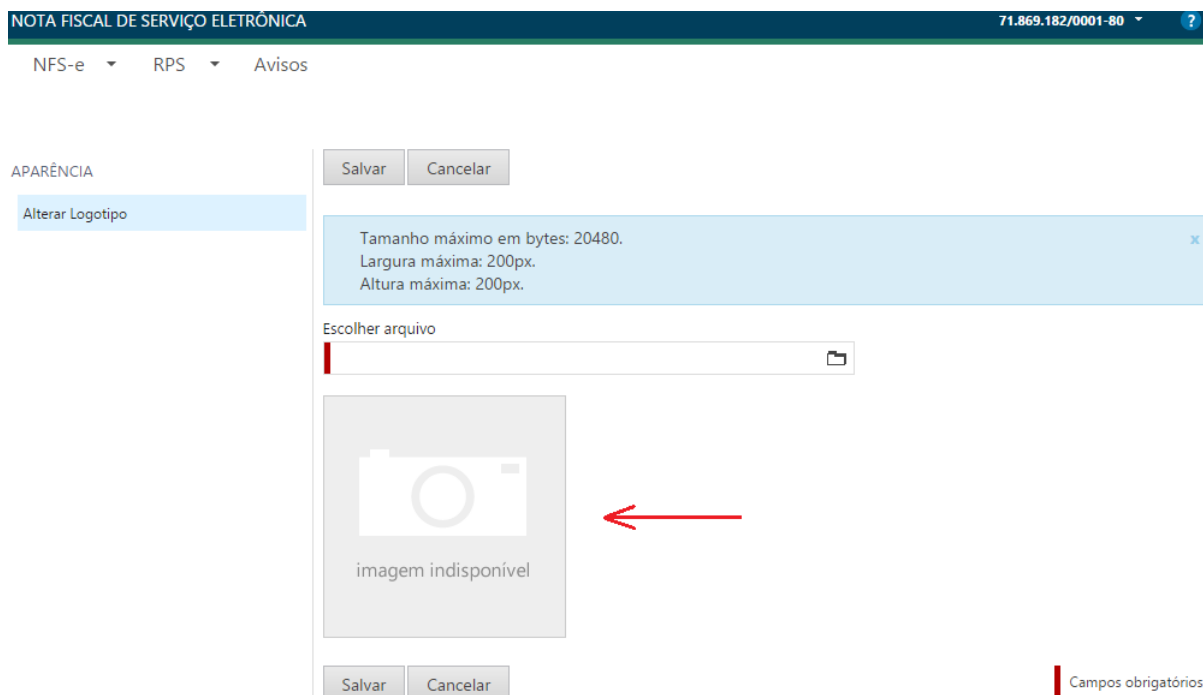 NOTA FISCAL DE SERVIÇO ELETRÔNICA 71.869.182/0001-80 ?
NFS-e RPS Avisos
APARÊNCIA
Salvar Cancelar
Alterar Logotipo
Tamanho máximo em bytes: 20480. x
Largura máxima: 200px.
Altura máxima: 200px.
Escolher arquivo
imagem indisponível
Salvar Cancelar
Campos obrigatórios